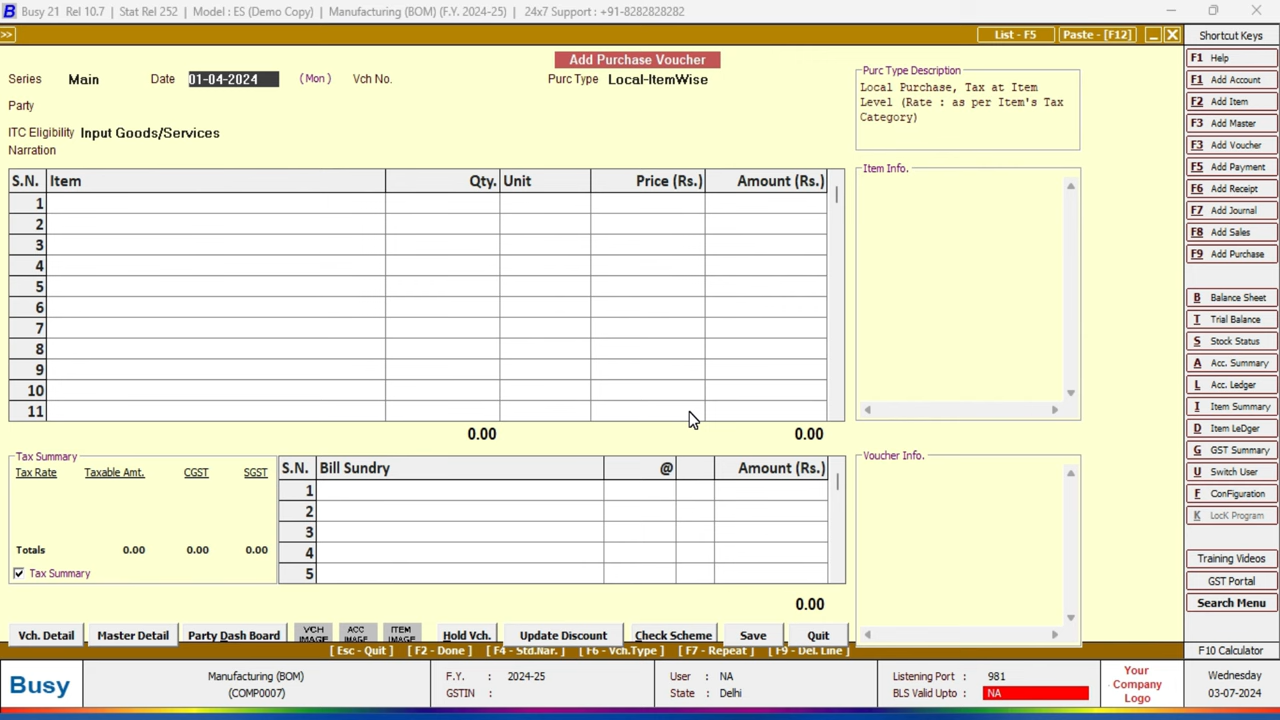 B Busy 21 Rel 10.7 | Stat Rel 252 | Model : ES (Demo Copy) | Manufacturing (BOM) (F.Y. 2024-25) | 24x7 Support : +91-8282828282
>> List - F5 Paste - [F12]
Add Purchase Voucher
Series Main Date 01-04-2024 (Mon) Vch No. Purc Type Local-ItemWise
Party
ITC Eligibility Input Goods/Services
Narration
Purc Type Description
Local Purchase, Tax at Item
Level (Rate : as per Item's Tax
Category)
S.N. Item Qty. Unit Price (Rs.) Amount (Rs.)
1
2
3
4
5
6
7
8
9
10
11
0.00 0.00
Item Info.
Tax Summary
Tax Rate Taxable Amt. CGST SGST
Totals 0.00 0.00 0.00
Tax Summary
S.N. Bill Sundry @ Amount (Rs.)
1
2
3
4
5
0.00
Voucher Info.
Vch. Detail Master Detail Party Dash Board VCH IMAGE ACC IMAGE ITEM IMAGE Hold Vch. Update Discount Check Scheme Save Quit
[ Esc - Quit ] [ F2 - Done ] [ F4 - Std.Nar. ] [ F6 - Vch.Type ] [ F7 - Repeat ] [ F9 - Del. Line ]
Shortcut Keys
F1 Help
F1 Add Account
F2 Add Item
F3 Add Master
F3 Add Voucher
F5 Add Payment
F6 Add Receipt
F7 Add Journal
F8 Add Sales
F9 Add Purchase
B Balance Sheet
T Trial Balance
S Stock Status
A Acc. Summary
L Acc. Ledger
I Item Summary
D Item LeDger
G GST Summary
U Switch User
F ConFiguration
K LocK Program
Training Videos
GST Portal
Search Menu
F10 Calculator
Busy
Manufacturing (BOM)
(COMP0007)
F.Y. : 2024-25
GSTIN :
User : NA
State : Delhi
Listening Port : 981
BLS Valid Upto : NA
Your
Company
Logo
Wednesday
03-07-2024